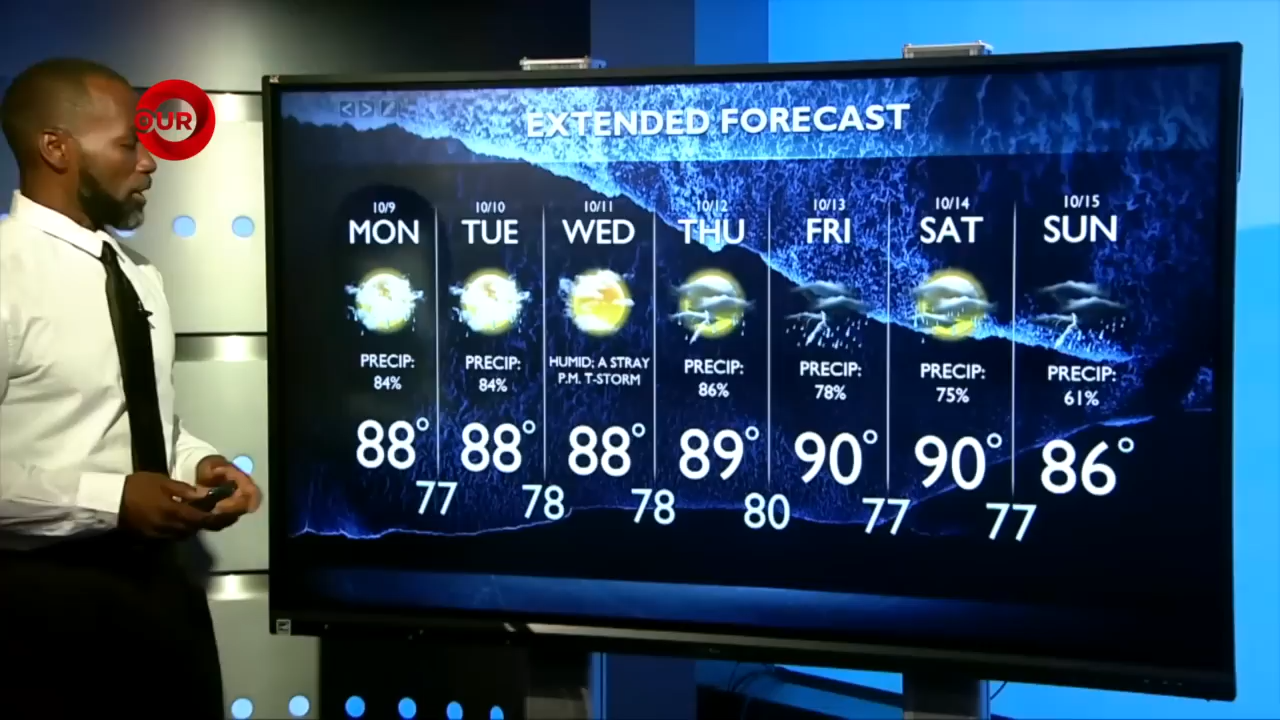 OUR
EXTENDED FORECAST
10/9
MON
PRECIP:
84%
88°
77
10/10
TUE
PRECIP:
84%
88°
78
10/11
WED
HUMID; A STRAY
P.M. T-STORM
88°
78
10/12
THU
PRECIP:
86%
89°
80
10/13
FRI
PRECIP:
78%
90°
77
10/14
SAT
PRECIP:
75%
90°
77
10/15
SUN
PRECIP:
61%
86°